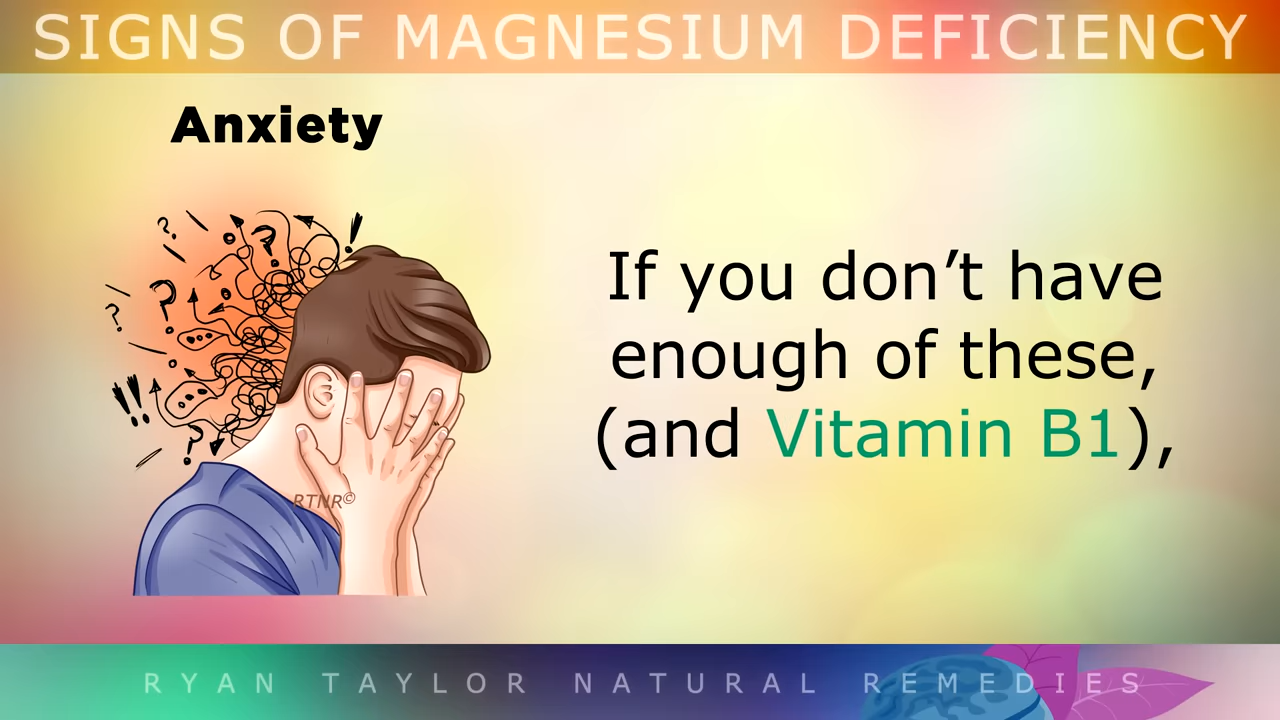 SIGNS OF MAGNESIUM DEFICIENCY
Anxiety
If you don’t have
enough of these,
(and Vitamin B1),
RTNR©
RYAN TAYLOR NATURAL REMEDIES